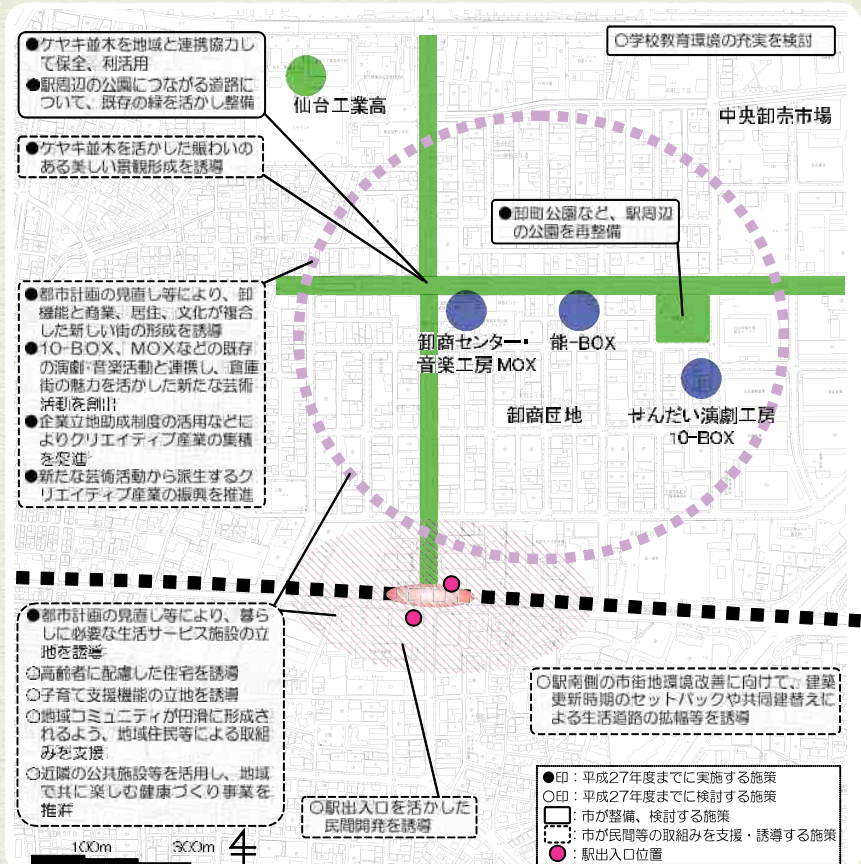 ●ケヤキ並木を地域と連携協力し
て保全、利活用
●駅周辺の公園につながる道路に
ついて、既存の緑を活かし整備
○学校教育環境の充実を検討
仙台工業高
中央卸売市場
●ケヤキ並木を活かした賑わいの
ある美しい景観形成を誘導
●卸町公園など、駅周辺
の公園を再整備
●都市計画の見直し等により、卸
機能と商業、居住、文化が複合
した新しい街の形成を誘導
●10-BOX、MOXなどの既存
の演劇・音楽活動と連携し、倉庫
街の魅力を活かした新たな芸術
活動を創出
●企業立地助成制度の活用などに
よりクリエイティブ産業の集積
を促進
●新たな芸術活動から派生するク
リエイティブ産業の振興を推進
卸商センター・
音楽工房MOX
能-BOX
卸商団地
せんだい演劇工房
10-BOX
●都市計画の見直し等により、暮ら
しに必要な生活サービス施設の立
地を誘導
○高齢者に配慮した住宅を誘導
○子育て支援機能の立地を誘導
○地域コミュニティが円滑に形成さ
れるよう、地域住民等による取組
みを支援
○近隣の公共施設等を活用し、地域
で共に楽しむ健康づくり事業を
推進
○駅南側の市街地環境改善に向けて、建築
更新時期のセットバックや共同建替えに
よる生活道路の拡幅等を誘導
○駅出入口を活かした
民間開発を誘導
●印：平成27年度までに実施する施策
○印：平成27年度までに検討する施策
：市が整備、検討する施策
：市が民間等の取組みを支援・誘導する施策
：駅出入口位置
100m 300m